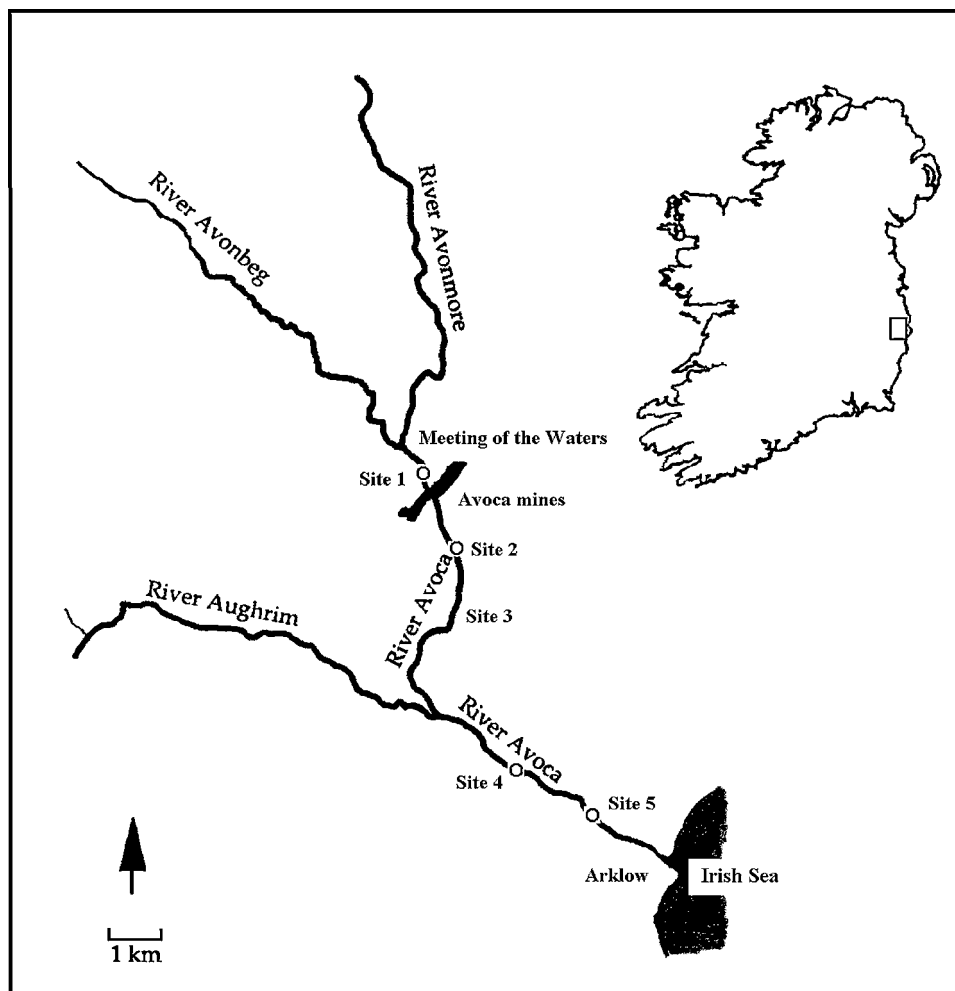 River Avonbeg
River Avonmore
Meeting of the Waters
Site 1
Avoca mines
Site 2
River Avoca
Site 3
River Aughrim
River Avoca
Site 4
Site 5
Arklow
Irish Sea
1 km